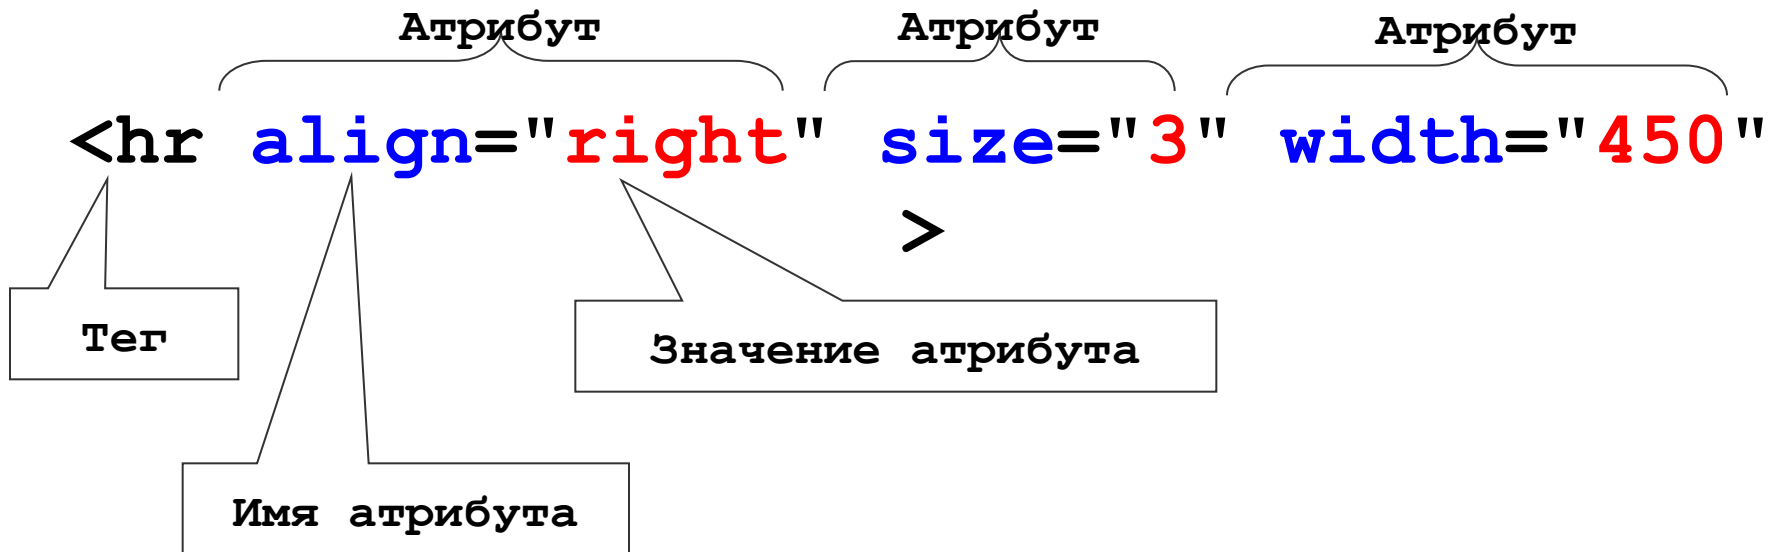 Атрибут Атрибут Атрибут
<hr align="right" size="3" width="450"
>
Тег
Значение атрибута
Имя атрибута